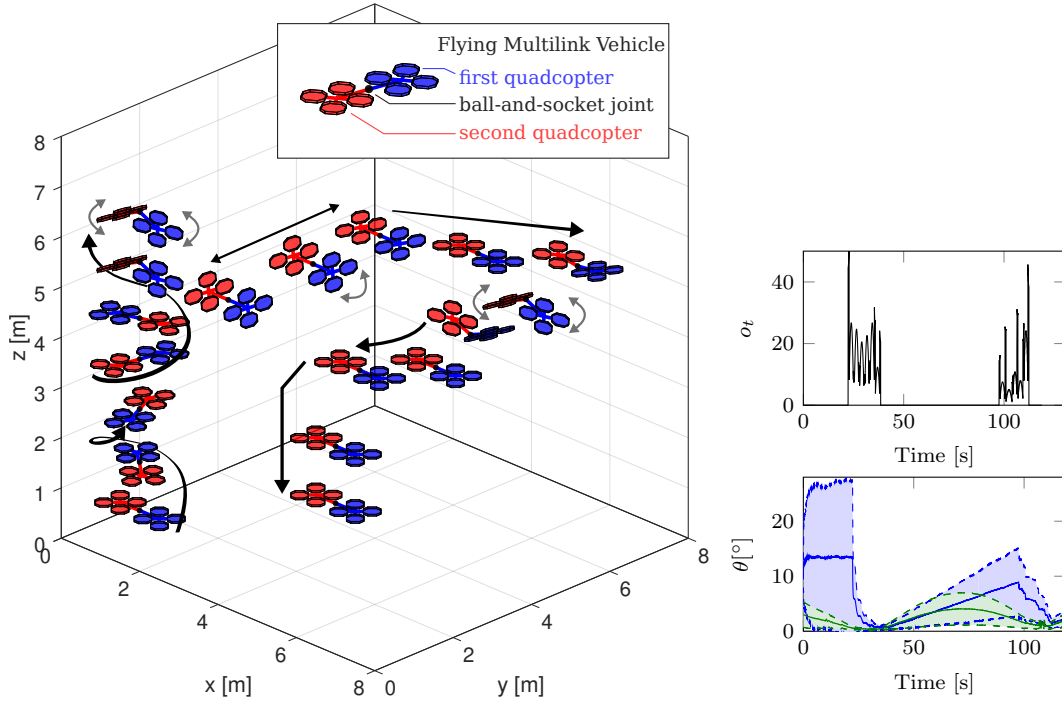 Flying Multilink Vehicle
first quadcopter
ball-and-socket joint
second quadcopter
8
7
6
5
4
3
2
1
0
z [m]
0
2
4
6
8
x [m]
0
2
4
6
8
y [m]
50
40
20
0
o_t
0
50
100
Time [s]
20
10
0
θ[°]
0
50
100
Time [s]